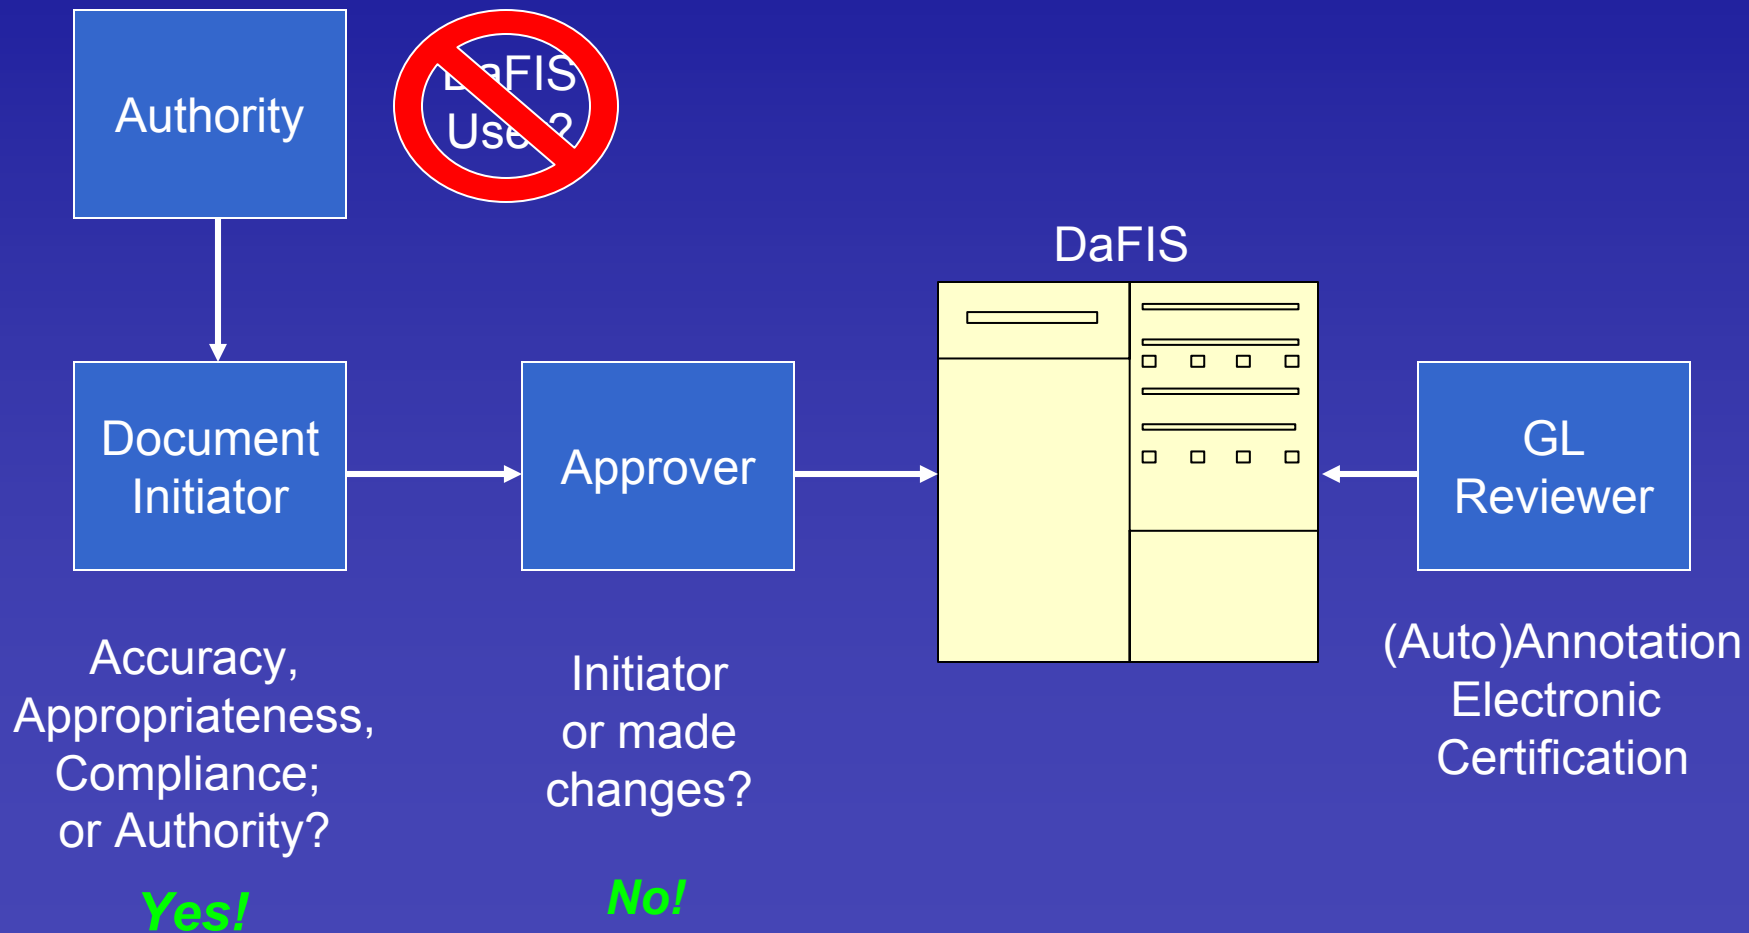 Authority
DaFIS
User?
DaFIS
Document
Initiator
Approver
GL
Reviewer
Accuracy,
Appropriateness,
Compliance;
or Authority?
Yes!
Initiator
or made
changes?
No!
(Auto)Annotation
Electronic
Certification